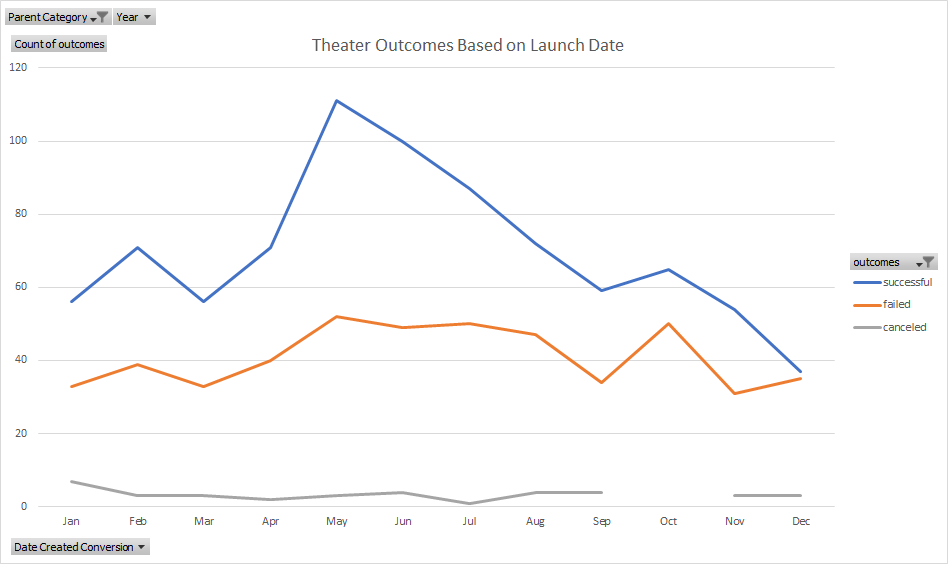 Parent Category Year
Count of outcomes
Theater Outcomes Based on Launch Date
120
100
80
60
40
20
0
Jan Feb Mar Apr May Jun Jul Aug Sep Oct Nov Dec
outcomes
successful
failed
canceled
Date Created Conversion